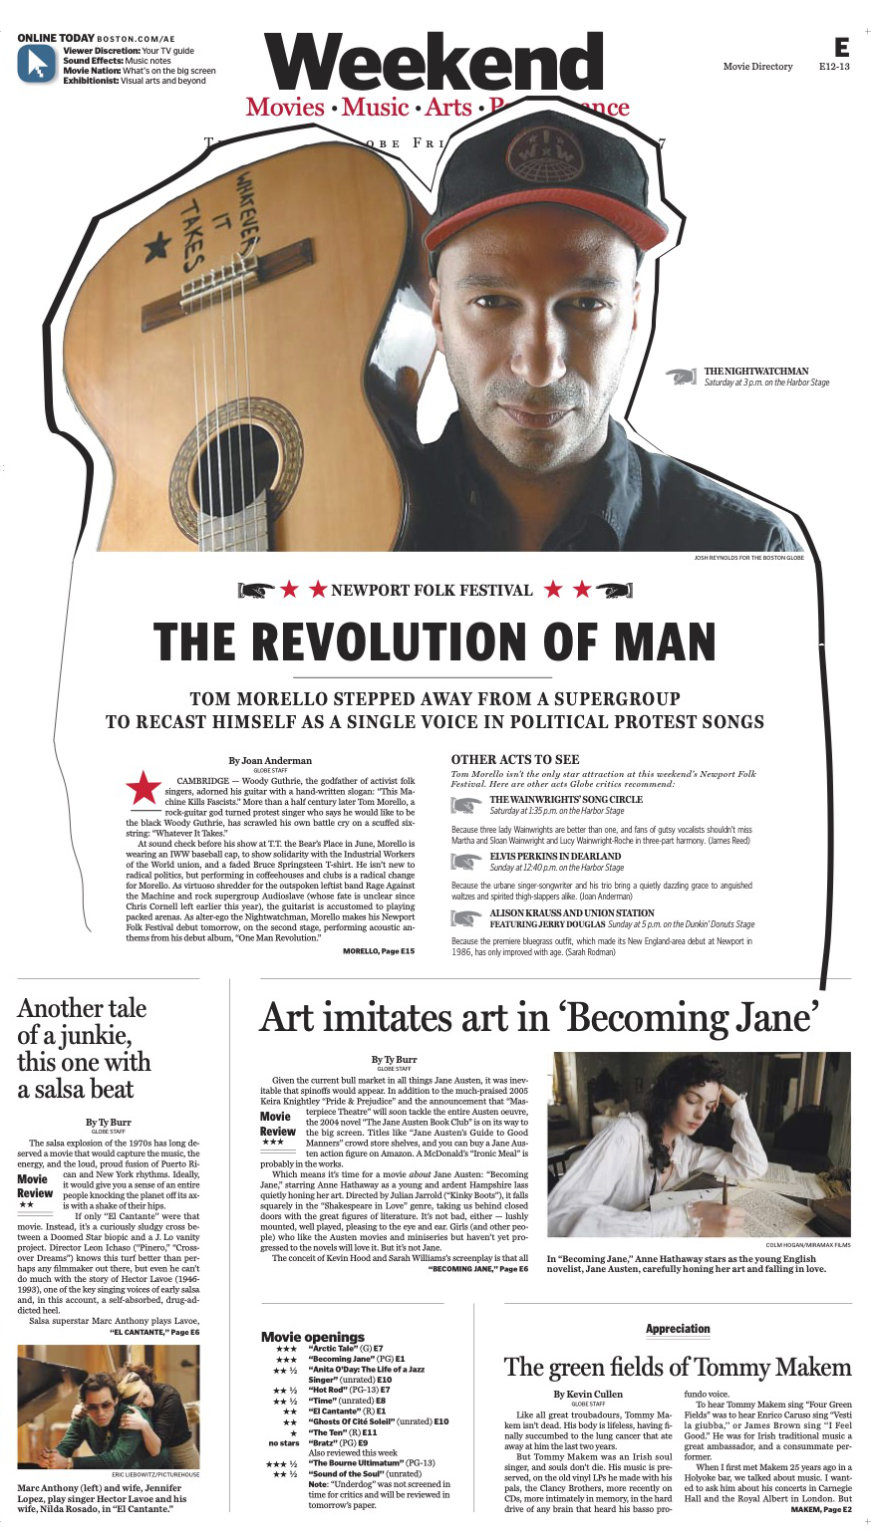 ONLINE TODAY BOSTON.COM/AE
Viewer Discretion: Your TV guide
Sound Effects: Music notes
Movie Nation: What's on the big screen
Exhibitionist: Visual arts and beyond
Weekend
Movies • Music • Arts •
E
Movie Directory E12-13
WHATEVER
IT
TAKES
THE NIGHTWATCHMAN
Saturday at 3 p.m. on the Harbor Stage
JOSH REYNOLDS FOR THE BOSTON GLOBE
NEWPORT FOLK FESTIVAL
THE REVOLUTION OF MAN
TOM MORELLO STEPPED AWAY FROM A SUPERGROUP
TO RECAST HIMSELF AS A SINGLE VOICE IN POLITICAL PROTEST SONGS
By Joan Anderman
GLOBE STAFF
CAMBRIDGE — Woody Guthrie, the godfather of activist folk
singers, adorned his guitar with a hand-written slogan: "This Ma-
chine Kills Fascists." More than a half century later Tom Morello, a
rock-guitar god turned protest singer who says he would like to be
the black Woody Guthrie, has scrawled his own battle cry on a scuffed six-
string: "Whatever It Takes."
At sound check before his show at T.T. the Bear's Place in June, Morello is
wearing an IWW baseball cap, to show solidarity with the Industrial Workers
of the World union, and a faded Bruce Springsteen T-shirt. He isn't new to
radical politics, but performing in coffeehouses and clubs is a radical change
for Morello. As virtuoso shredder for the outspoken leftist band Rage Against
the Machine and rock supergroup Audioslave (whose fate is unclear since
Chris Cornell left earlier this year), the guitarist is accustomed to playing
packed arenas. As alter-ego the Nightwatchman, Morello makes his Newport
Folk Festival debut tomorrow, on the second stage, performing acoustic an-
thems from his debut album, "One Man Revolution."
MORELLO, Page E15
OTHER ACTS TO SEE
Tom Morello isn't the only star attraction at this weekend's Newport Folk
Festival. Here are other acts Globe critics recommend:
THE WAINWRIGHTS' SONG CIRCLE
Saturday at 1:35 p.m. on the Harbor Stage
Because three lady Wainwrights are better than one, and fans of gutsy vocalists shouldn't miss
Martha and Sloan Wainwright and Lucy Wainwright-Roche in three-part harmony. (James Reed)
ELVIS PERKINS IN DEARLAND
Sunday at 12:40 p.m. on the Harbor Stage
Because the urbane singer-songwriter and his trio bring a quietly dazzling grace to anguished
waltzes and spirited thigh-slappers alike. (Joan Anderman)
ALISON KRAUSS AND UNION STATION
FEATURING JERRY DOUGLAS Sunday at 5 p.m. on the Dunkin' Donuts Stage
Because the premiere bluegrass outfit, which made its New England-area debut at Newport in
1986, has only improved with age. (Sarah Rodman)
Another tale
of a junkie,
this one with
a salsa beat
By Ty Burr
GLOBE STAFF
The salsa explosion of the 1970s has long de-
served a movie that would capture the music, the
energy, and the loud, proud fusion of Puerto Ri-
can and New York rhythms. Ideally,
it would give you a sense of an entire
people knocking the planet off its ax-
is with a shake of their hips.
Movie
Review
★★
If only "El Cantante" were that
movie. Instead, it's a curiously sludgy cross be-
tween a Doomed Star biopic and a J. Lo vanity
project. Director Leon Ichaso ("Pinero," "Cross-
over Dreams") knows this turf better than per-
haps any filmmaker out there, but even he can't
do much with the story of Hector Lavoe (1946-
1993), one of the key singing voices of early salsa
and, in this account, a self-absorbed, drug-ad-
dicted heel.
Salsa superstar Marc Anthony plays Lavoe,
"EL CANTANTE," Page E6
ERIC LIEBOWITZ/PICTUREHOUSE
Marc Anthony (left) and wife, Jennifer
Lopez, play singer Hector Lavoe and his
wife, Nilda Rosado, in "El Cantante."
Art imitates art in 'Becoming Jane'
By Ty Burr
GLOBE STAFF
Given the current bull market in all things Jane Austen, it was inev-
itable that spinoffs would appear. In addition to the much-praised 2005
Keira Knightley "Pride & Prejudice" and the announcement that "Mas-
terpiece Theatre" will soon tackle the entire Austen oeuvre,
the 2004 novel "The Jane Austen Book Club" is on its way to
the big screen. Titles like "Jane Austen's Guide to Good
Manners" crowd store shelves, and you can buy a Jane Aus-
ten action figure on Amazon. A McDonald's "Ironic Meal" is
probably in the works.
Movie
Review
★★★
Which means it's time for a movie about Jane Austen: "Becoming
Jane," starring Anne Hathaway as a young and ardent Hampshire lass
quietly honing her art. Directed by Julian Jarrold ("Kinky Boots"), it falls
squarely in the "Shakespeare in Love" genre, taking us behind closed
doors with the great figures of literature. It's not bad, either — lushly
mounted, well played, pleasing to the eye and ear. Girls (and other peo-
ple) who like the Austen movies and miniseries but haven't yet pro-
gressed to the novels will love it. But it's not Jane.
The conceit of Kevin Hood and Sarah Williams's screenplay is that all
"BECOMING JANE," Page E6
COLM HOGAN/MIRAMAX FILMS
In "Becoming Jane," Anne Hathaway stars as the young English
novelist, Jane Austen, carefully honing her art and falling in love.
Movie openings
★★★ "Arctic Tale" (G) E7
★★★ "Becoming Jane" (PG) E1
★★ ½ "Anita O'Day: The Life of a Jazz
Singer" (unrated) E10
★★ ½ "Hot Rod" (PG-13) E7
★★ ½ "Time" (unrated) E8
★★ "El Cantante" (R) E1
★★ "Ghosts Of Cité Soleil" (unrated) E10
★ "The Ten" (R) E11
no stars "Bratz" (PG) E9
Also reviewed this week
★★★ ½ "The Bourne Ultimatum" (PG-13)
★★ ½ "Sound of the Soul" (unrated)
Note: "Underdog" was not screened in
time for critics and will be reviewed in
tomorrow's paper.
Appreciation
The green fields of Tommy Makem
By Kevin Cullen
GLOBE STAFF
Like all great troubadours, Tommy Ma-
kem isn't dead. His body is lifeless, having fi-
nally succumbed to the lung cancer that ate
away at him the last two years.
But Tommy Makem was an Irish soul
singer, and souls don't die. His music is pre-
served, on the old vinyl LPs he made with his
pals, the Clancy Brothers, more recently on
CDs, more intimately in memory, in the hard
drive of any brain that heard his basso pro-
fundo voice.
To hear Tommy Makem sing "Four Green
Fields" was to hear Enrico Caruso sing "Vesti
la giubba," or James Brown sing "I Feel
Good." He was for Irish traditional music a
great ambassador, and a consummate per-
former.
When I first met Makem 25 years ago in a
Holyoke bar, we talked about music. I want-
ed to ask him about his concerts in Carnegie
Hall and the Royal Albert in London. But
MAKEM, Page E2